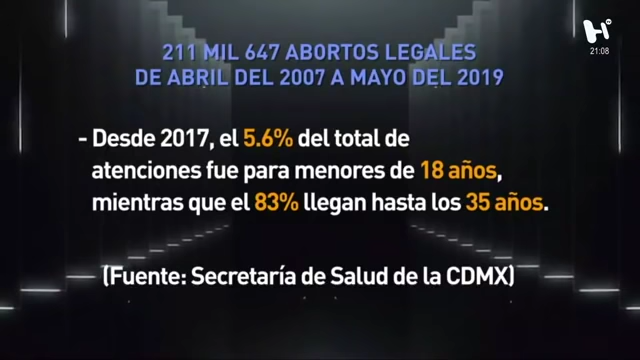 211 MIL 647 ABORTOS LEGALES
DE ABRIL DEL 2007 A MAYO DEL 2019
H
21:08
- Desde 2017, el 5.6% del total de
atenciones fue para menores de 18 años,
mientras que el 83% llegan hasta los 35 años.
(Fuente: Secretaría de Salud de la CDMX)